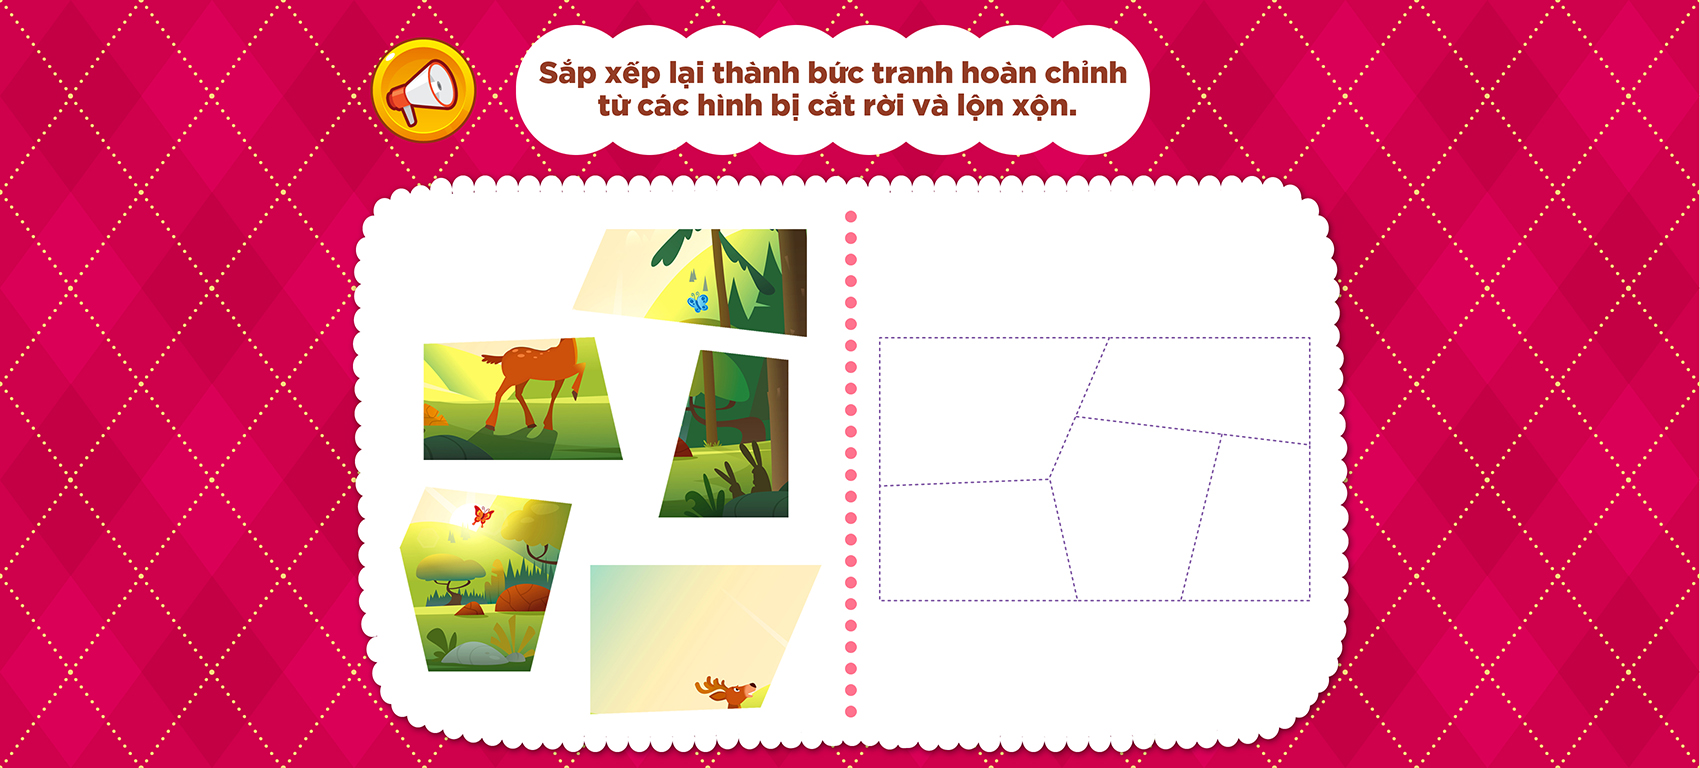 Sắp xếp lại thành bức tranh hoàn chỉnh
từ các hình bị cắt rời và lộn xộn.